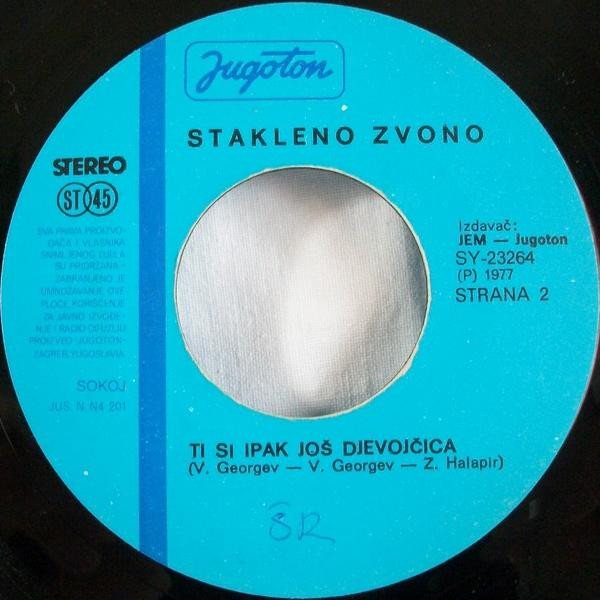 Jugoton
STAKLENO ZVONO
STEREO
ST 45
SVA PRAVA PROIZVO-
ĐAČA I VLASNIKA
SNIMLJENOG DJELA
SU PRIDRŽANA-
ZABRANJENO JE
UMNOŽAVANJE OVE
PLOČE, KORIŠĆENJE
ZA JAVNO IZVOĐE-
NJE I RADIO DIFUZIJU
PROIZVEO JUGOTON-
ZAGREB, YUGOSLAVIA
SOKOJ
JUS. N. N4 201
Izdavač:
JEM — Jugoton
SY-23264
(P) 1977
STRANA 2
TI SI IPAK JOŠ DJEVOJČICA
(V. Georgev — V. Georgev — Z. Halapir)